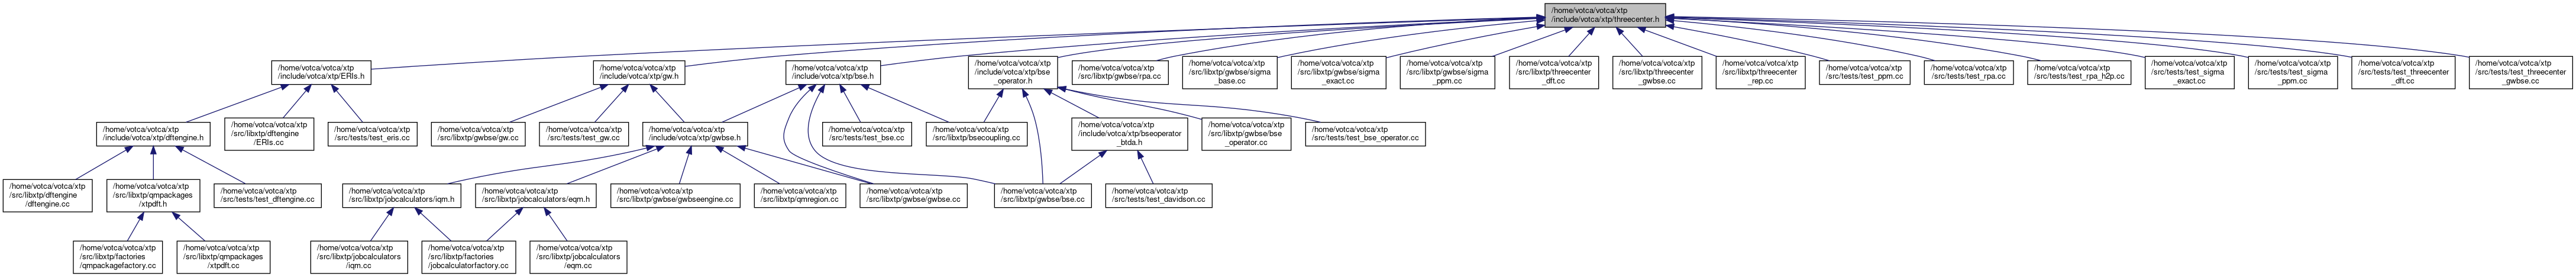 /home/votca/votca/xtp
/include/votca/xtp/threecenter.h
/home/votca/votca/xtp
/include/votca/xtp/ERIs.h
/home/votca/votca/xtp
/include/votca/xtp/gw.h
/home/votca/votca/xtp
/include/votca/xtp/bse.h
/home/votca/votca/xtp
/include/votca/xtp/bse
_operator.h
/home/votca/votca/xtp
/src/libxtp/gwbse/rpa.cc
/home/votca/votca/xtp
/src/libxtp/gwbse/sigma
_base.cc
/home/votca/votca/xtp
/src/libxtp/gwbse/sigma
_exact.cc
/home/votca/votca/xtp
/src/libxtp/gwbse/sigma
_ppm.cc
/home/votca/votca/xtp
/src/libxtp/threecenter
_dft.cc
/home/votca/votca/xtp
/src/libxtp/threecenter
_gwbse.cc
/home/votca/votca/xtp
/src/libxtp/threecenter
_rep.cc
/home/votca/votca/xtp
/src/tests/test_ppm.cc
/home/votca/votca/xtp
/src/tests/test_rpa.cc
/home/votca/votca/xtp
/src/tests/test_rpa_h2p.cc
/home/votca/votca/xtp
/src/tests/test_sigma
_exact.cc
/home/votca/votca/xtp
/src/tests/test_sigma
_ppm.cc
/home/votca/votca/xtp
/src/tests/test_threecenter
_dft.cc
/home/votca/votca/xtp
/src/tests/test_threecenter
_gwbse.cc
/home/votca/votca/xtp
/include/votca/xtp/dftengine.h
/home/votca/votca/xtp
/src/libxtp/dftengine
/ERIs.cc
/home/votca/votca/xtp
/src/tests/test_eris.cc
/home/votca/votca/xtp
/src/libxtp/gwbse/gw.cc
/home/votca/votca/xtp
/src/tests/test_gw.cc
/home/votca/votca/xtp
/include/votca/xtp/gwbse.h
/home/votca/votca/xtp
/src/tests/test_bse.cc
/home/votca/votca/xtp
/src/libxtp/bsecoupling.cc
/home/votca/votca/xtp
/include/votca/xtp/bseoperator
_btda.h
/home/votca/votca/xtp
/src/libxtp/gwbse/bse
_operator.cc
/home/votca/votca/xtp
/src/tests/test_bse_operator.cc
/home/votca/votca/xtp
/src/libxtp/dftengine
/dftengine.cc
/home/votca/votca/xtp
/src/libxtp/qmpackages
/xtpdft.h
/home/votca/votca/xtp
/src/tests/test_dftengine.cc
/home/votca/votca/xtp
/src/libxtp/jobcalculators/iqm.h
/home/votca/votca/xtp
/src/libxtp/jobcalculators/eqm.h
/home/votca/votca/xtp
/src/libxtp/gwbse/gwbseengine.cc
/home/votca/votca/xtp
/src/libxtp/qmregion.cc
/home/votca/votca/xtp
/src/libxtp/gwbse/gwbse.cc
/home/votca/votca/xtp
/src/libxtp/gwbse/bse.cc
/home/votca/votca/xtp
/src/tests/test_davidson.cc
/home/votca/votca/xtp
/src/libxtp/factories
/qmpackagefactory.cc
/home/votca/votca/xtp
/src/libxtp/qmpackages
/xtpdft.cc
/home/votca/votca/xtp
/src/libxtp/jobcalculators
/iqm.cc
/home/votca/votca/xtp
/src/libxtp/factories
/jobcalculatorfactory.cc
/home/votca/votca/xtp
/src/libxtp/jobcalculators
/eqm.cc